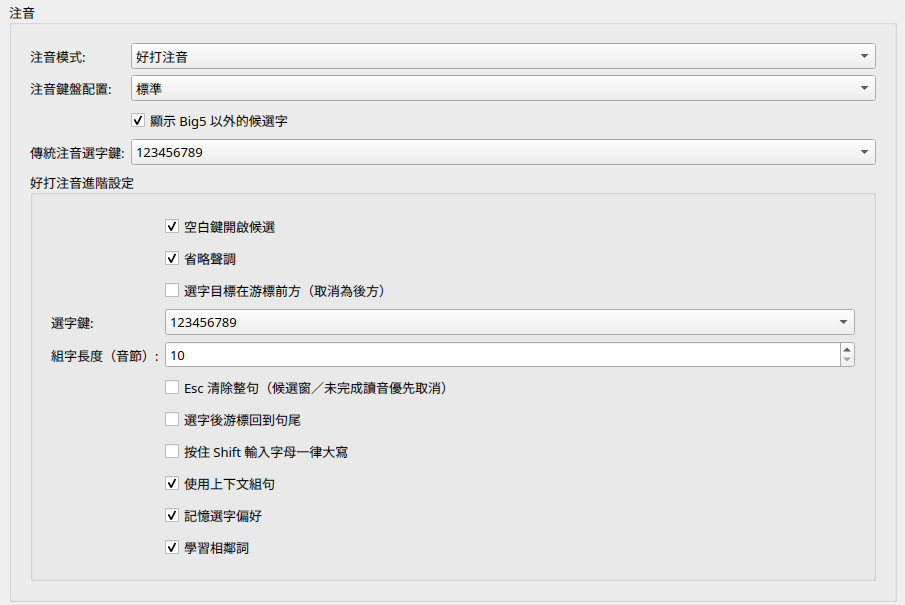 注音
注音模式: 好打注音
注音鍵盤配置: 標準
顯示 Big5 以外的候選字
傳統注音選字鍵: 123456789
好打注音進階設定
空白鍵開啟候選
省略聲調
選字目標在游標前方（取消為後方）
選字鍵: 123456789
組字長度（音節）: 10
Esc 清除整句（候選窗／未完成讀音優先取消）
選字後游標回到句尾
按住 Shift 輸入字母一律大寫
使用上下文組句
記憶選字偏好
學習相鄰詞